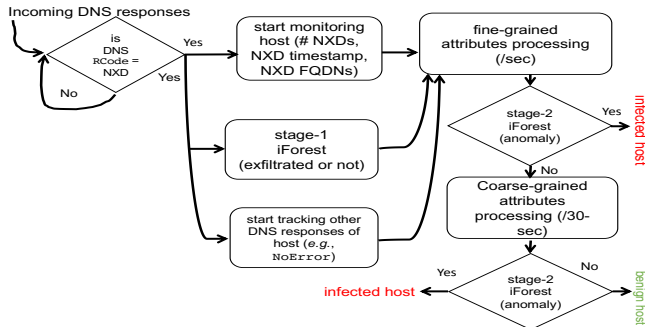 Incoming DNS responses
is
DNS
RCode =
NXD
Yes
Yes
No
start monitoring
host (# NXDs,
NXD timestamp,
NXD FQDNs)
stage-1
iForest
(exfiltrated or not)
start tracking other
DNS responses of
host (e.g.,
NoError)
fine-grained
attributes processing
(/sec)
stage-2
iForest
(anomaly)
Yes
infected host
No
Coarse-grained
attributes
processing (/30-
sec)
stage-2
iForest
(anomaly)
Yes
infected host
No
benign host